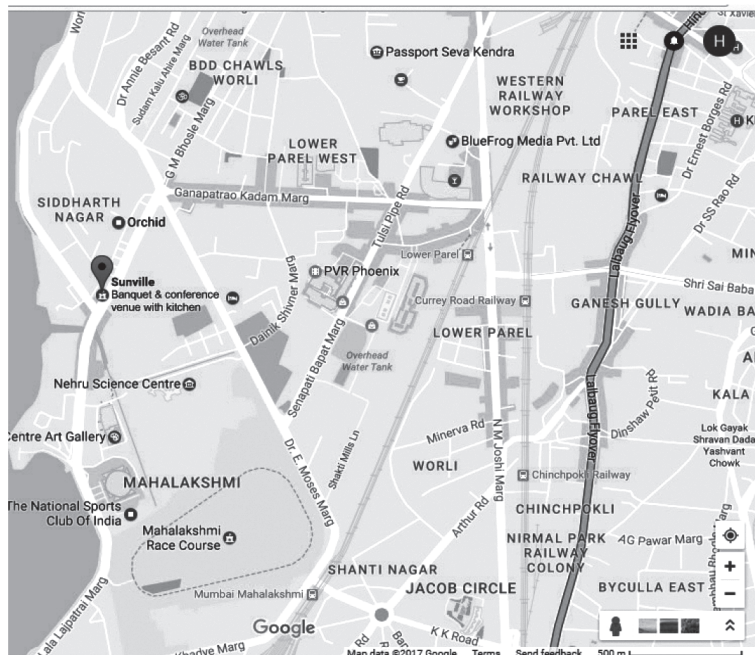 Overhead
Water Tank
BDD CHAWLS
WORLI
Dr Annie Besant Rd
Sudam Kalu Ahire Marg
G M Bhosle Marg
Passport Seva Kendra
WESTERN
RAILWAY
WORKSHOP
H
PAREL EAST
Dr Ernest Borges Rd
BlueFrog Media Pvt. Ltd
LOWER
PAREL WEST
RAILWAY CHAWL
SIDDHARTH
NAGAR
Ganapatrao Kadam Marg
Orchid
Tulsi Pipe Rd
Lalbaug Flyover
Dr SS Rao Rd
Lower Parel
Sunville
Banquet & conference
venue with kitchen
PVR Phoenix
Dainik Shivner Marg
Shri Sai Baba
Currey Road Railway
GANESH GULLY
WADIA BA
LOWER PAREL
Senapati Bapat Marg
Overhead
Water Tank
Nehru Science Centre
Lalbaug Flyover
Dinshaw Petit Rd
KALA
Centre Art Gallery
Minerva Rd
N M Joshi Marg
Lok Gayak
Shravan Dada
Yashvant
Chowk
Dr. E. Moses Marg
Shakti Mills Ln
WORLI
Chinchpokli Railway
MAHALAKSHMI
The National Sports
Club Of India
Mahalakshmi
Race Course
Arthur Rd
CHINCHPOKLI
NIRMAL PARK
RAILWAY
COLONY
AG Pawar Marg
SHANTI NAGAR
Mumbai Mahalakshmi
JACOB CIRCLE
BYCULLA EAST
Lala Lajpatrai Marg
Google
K K Road
Map data ©2017 Google
Terms
Send feedback
500 m